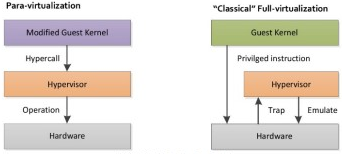 Para-virtualization
Modified Guest Kernel
Hypercall
Hypervisor
Operation
Hardware
“Classical” Full-virtualization
Guest Kernel
Privilged instruction
Hypervisor
Trap
Emulate
Hardware